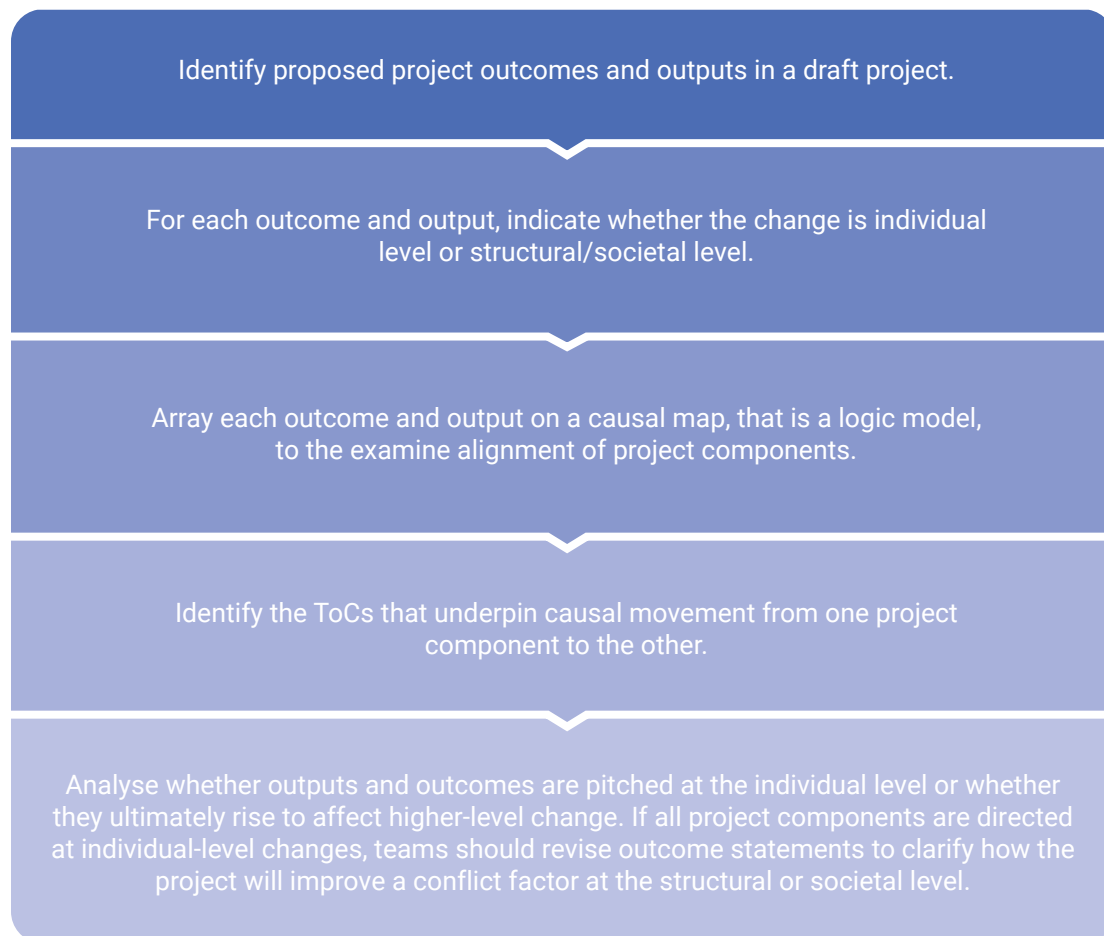 Identify proposed project outcomes and outputs in a draft project.
For each outcome and output, indicate whether the change is individual
level or structural/societal level.
Array each outcome and output on a causal map, that is a logic model,
to the examine alignment of project components.
Identify the ToCs that underpin causal movement from one project
component to the other.
Analyse whether outputs and outcomes are pitched at the individual level or whether
they ultimately rise to affect higher-level change. If all project components are directed
at individual-level changes, teams should revise outcome statements to clarify how the
project will improve a conflict factor at the structural or societal level.